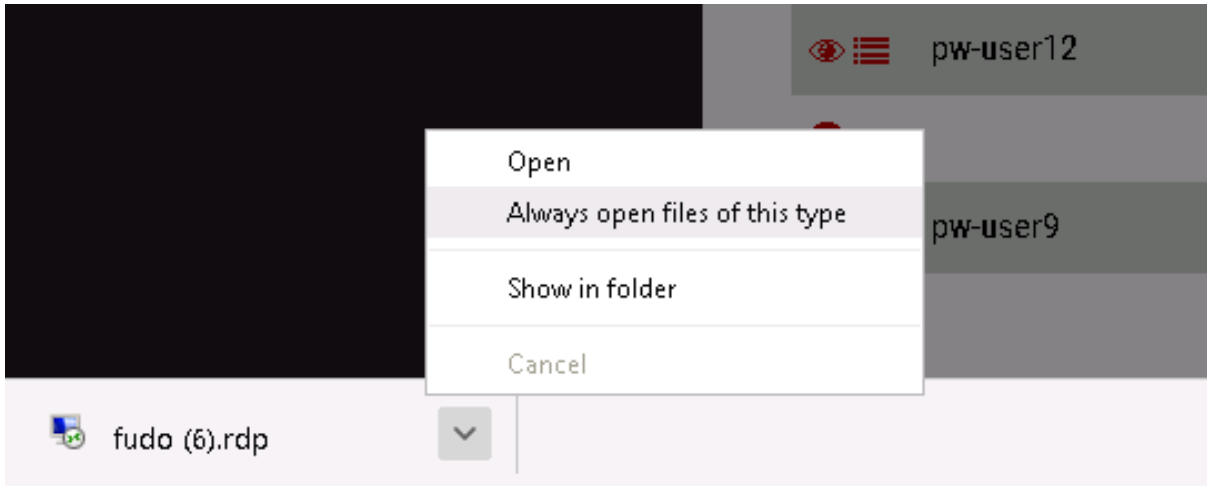 pw-user12
Open
Always open files of this type
pw-user9
Show in folder
Cancel
fudo (6).rdp